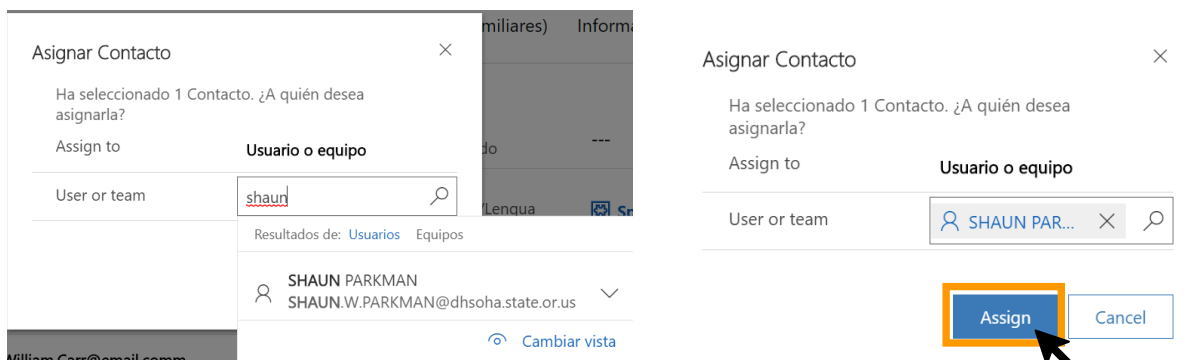 miliares)
Asignar Contacto
Ha seleccionado 1 Contacto. ¿A quién desea
asignarla?
Assign to
Usuario o equipo
do
---
User or team
shaun
/Lengua
Resultados de: Usuarios Equipos
SHAUN PARKMAN
SHAUN.W.PARKMAN@dhsoha.state.or.us
Cambiar vista
William.Carr@email.comm
Asignar Contacto
Ha seleccionado 1 Contacto. ¿A quién desea
asignarla?
Assign to
Usuario o equipo
User or team
SHAUN PAR...
Assign
Cancel